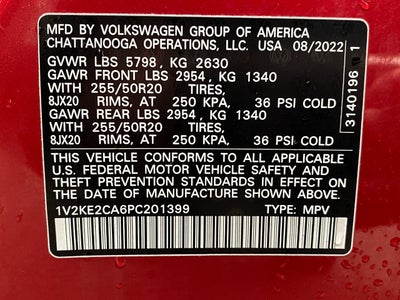 MFD BY VOLKSWAGEN GROUP OF AMERICA
CHATTANOOGA OPERATIONS, LLC. USA 08/2022
GVWR LBS 5798, KG 2630
GAWR FRONT LBS 2954, KG 1340
WITH 255/50R20 TIRES,
8JX20 RIMS, AT 250 KPA, 36 PSI COLD
GAWR REAR LBS 2954, KG 1340
WITH 255/50R20 TIRES,
8JX20 RIMS, AT 250 KPA, 36 PSI COLD
THIS VEHICLE CONFORMS TO ALL APPLICABLE
U.S. FEDERAL MOTOR VEHICLE SAFETY
STANDARDS IN EFFECT ON THE
DATE OF MANUFACTURE SHOWN ABOVE.
1V2KE2CA6PC201399 TYPE: MPV
3140196 1